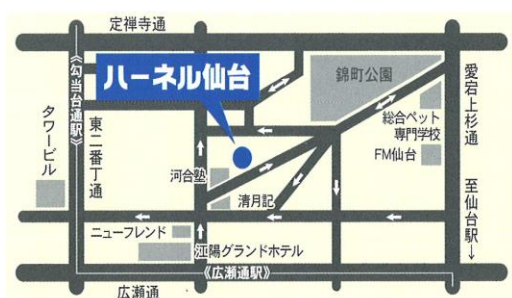 定禅寺通
《勾当台通駅》
ハーネル仙台
錦町公園
愛宕上杉通
総合ペット
専門学校
FM仙台
タワービル
東二番丁通
河合塾
清月記
至仙台駅→
ニューフレンド
江陽グランドホテル
《広瀬通駅》
広瀬通